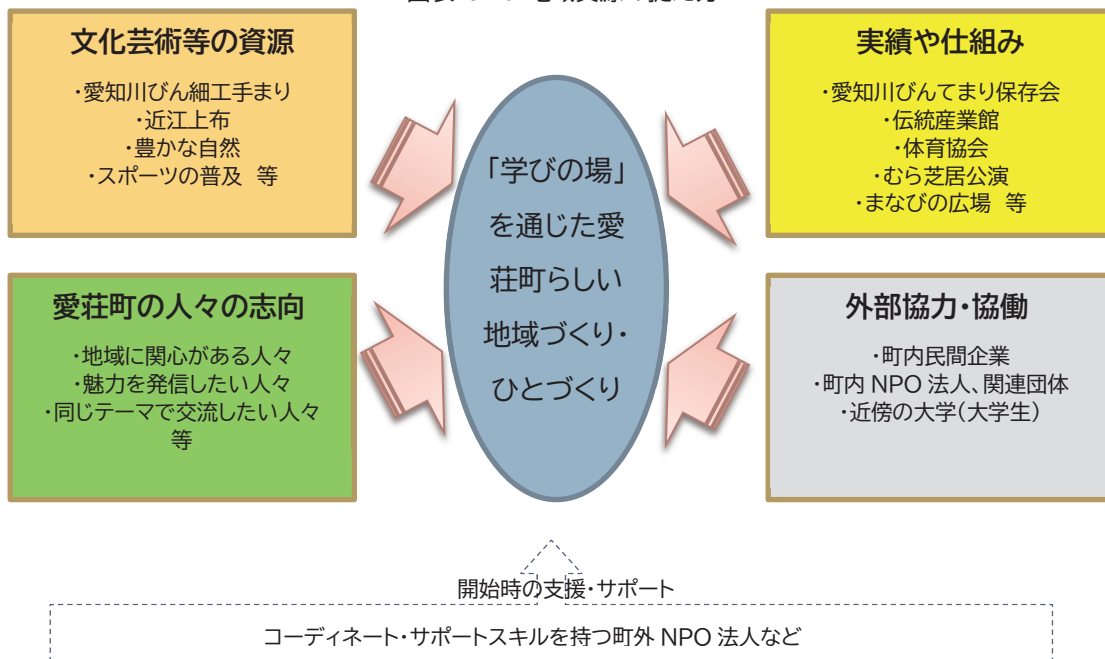 文化芸術等の資源
・愛知川びん細工手まり
・近江上布
・豊かな自然
・スポーツの普及 等
実績や仕組み
・愛知川びんてまり保存会
・伝統産業館
・体育協会
・むら芝居公演
・まなびの広場 等
「学びの場」
を通じた愛
荘町らしい
地域づくり・
ひとづくり
愛荘町の人々の志向
・地域に関心がある人々
・魅力を発信したい人々
・同じテーマで交流したい人々
等
外部協力・協働
・町内民間企業
・町内 NPO 法人、関連団体
・近傍の大学(大学生)
開始時の支援・サポート
コーディネート・サポートスキルを持つ町外 NPO 法人など